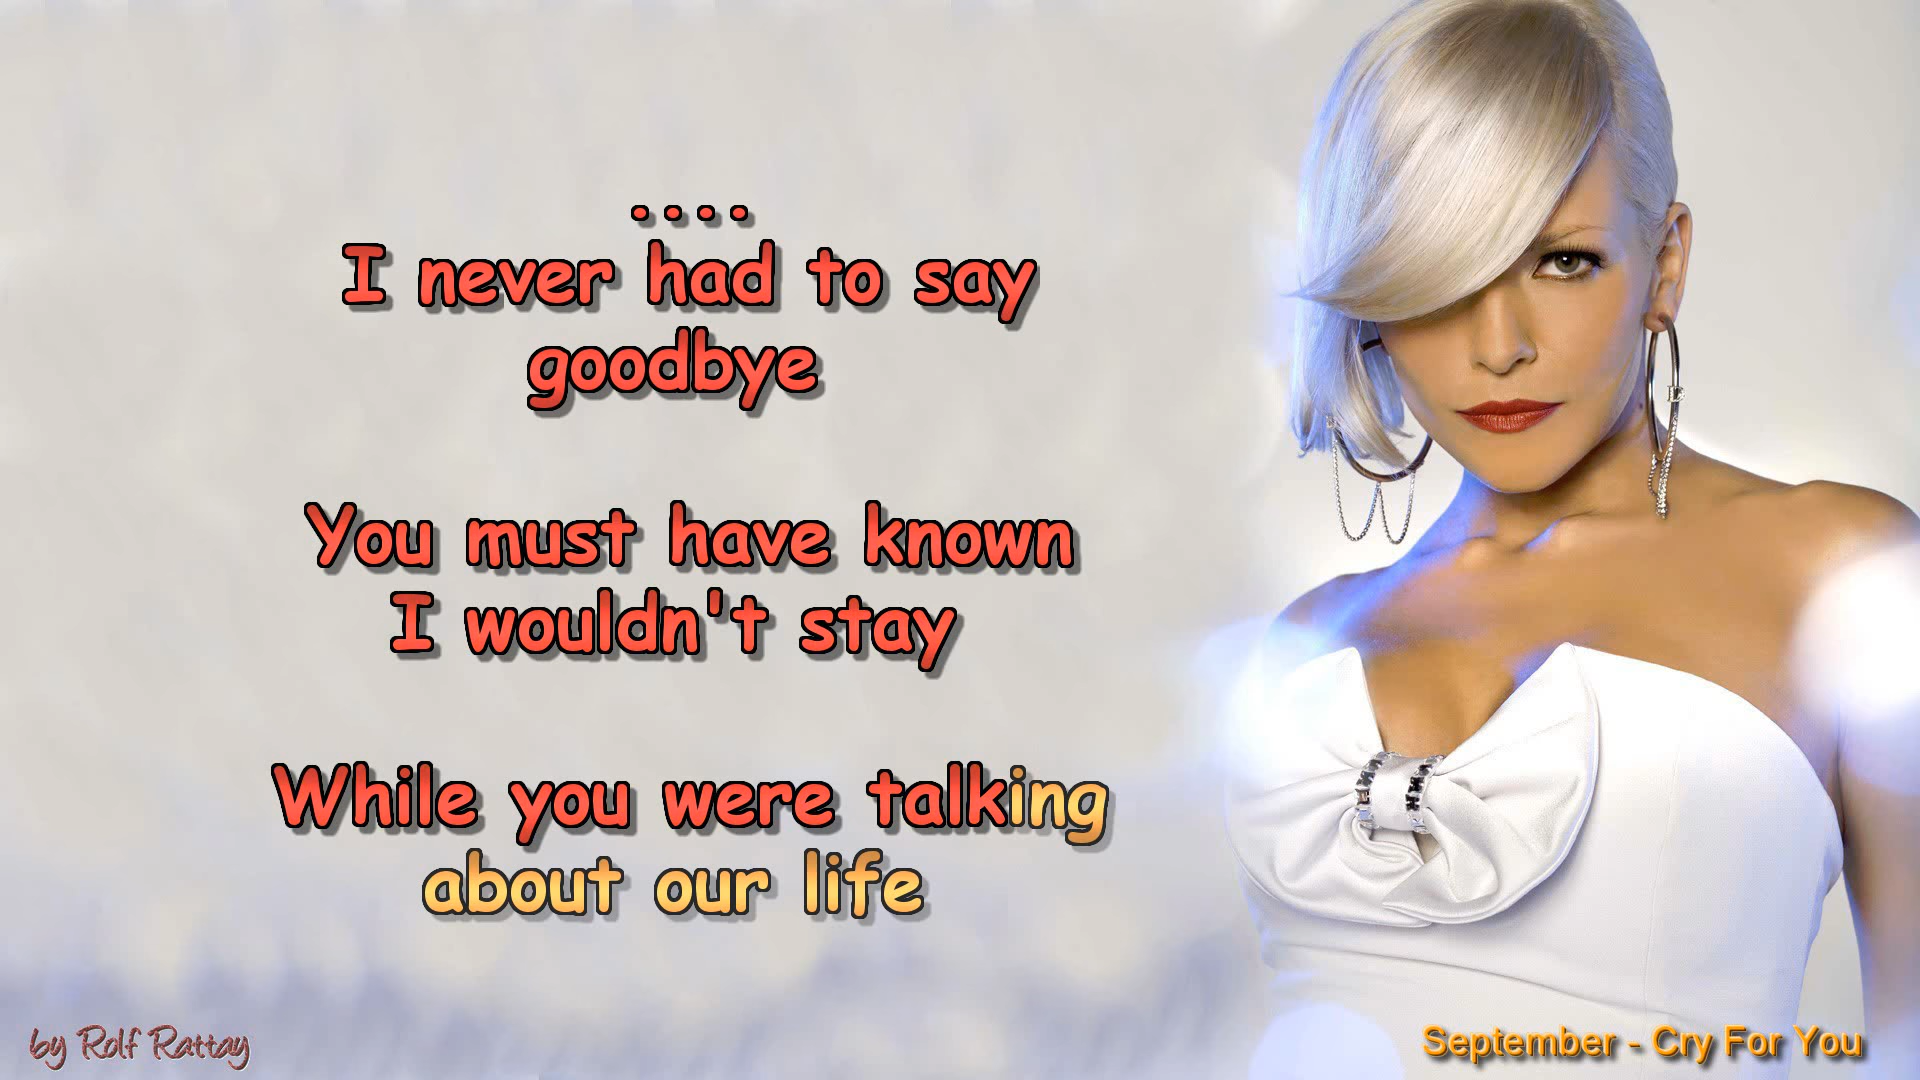 ....
I never had to say
goodbye
You must have known
I wouldn't stay
While you were talking
about our life
by Rolf Rattay
September - Cry For You